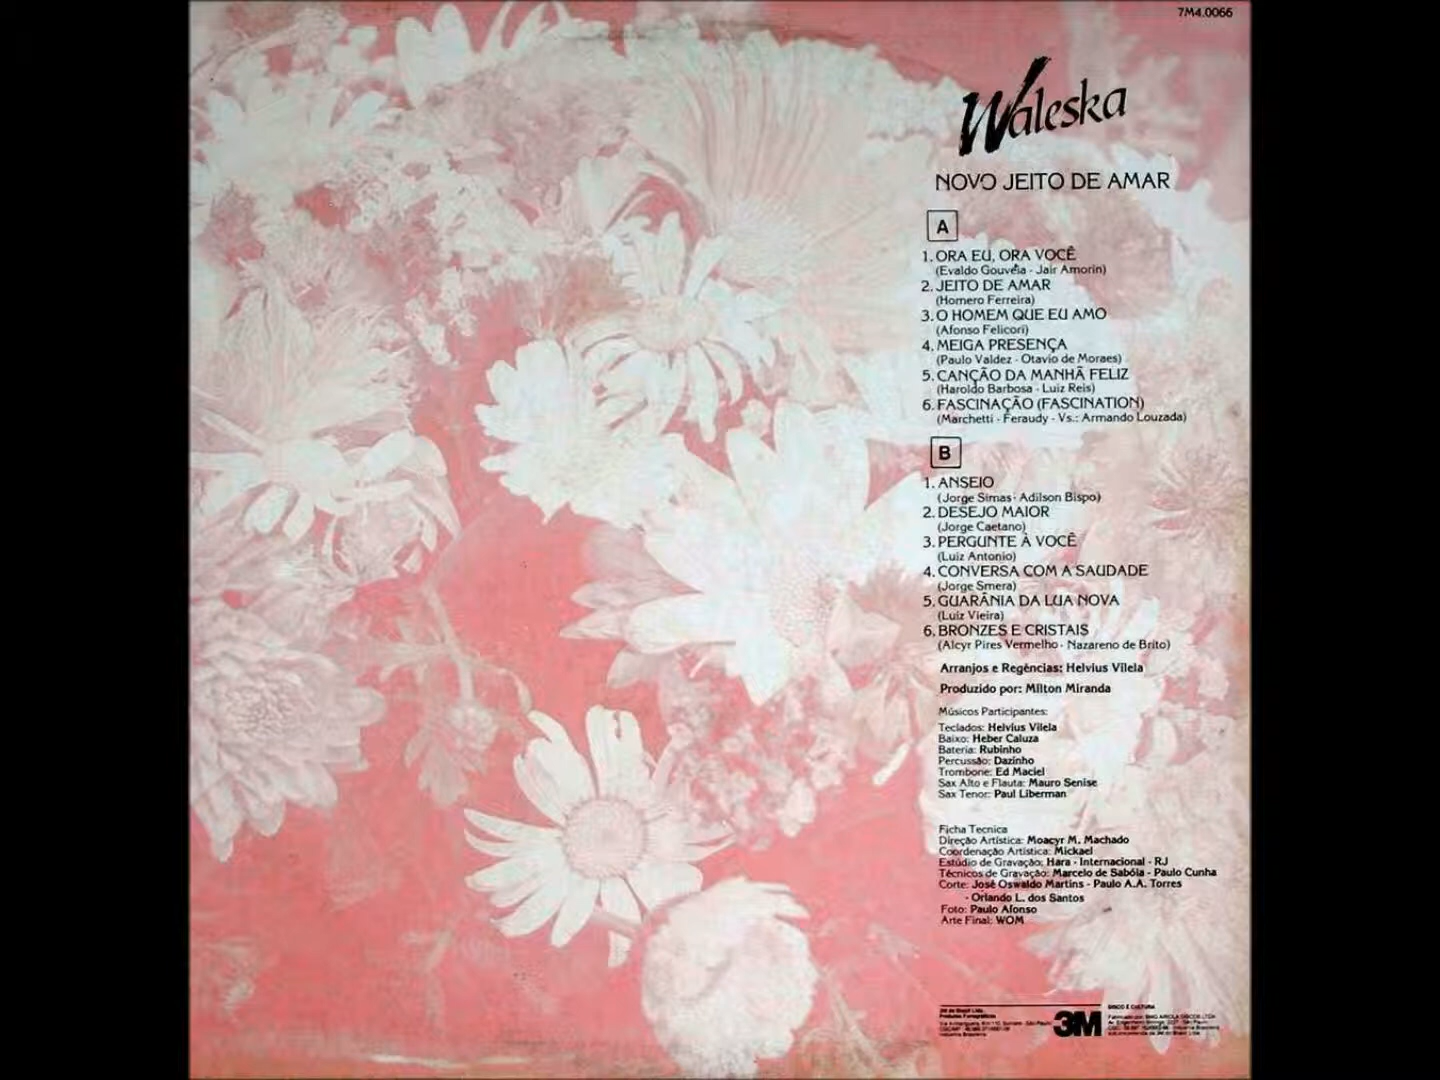 7M4.0066
Waleska
NOVO JEITO DE AMAR
A
1. ORA EU, ORA VOCÊ
(Evaldo Gouvêia - Jair Amorin)
2. JEITO DE AMAR
(Homero Ferreira)
3. O HOMEM QUE EU AMO
(Afonso Felicori)
4. MEIGA PRESENÇA
(Paulo Valdez - Otavio de Moraes)
5. CANÇÃO DA MANHÃ FELIZ
(Haroldo Barbosa - Luiz Reis)
6. FASCINAÇÃO (FASCINATION)
(Marchetti - Feraudy - Vs.: Armando Louzada)
B
1. ANSEIO
(Jorge Simas - Adilson Bispo)
2. DESEJO MAIOR
(Jorge Caetano)
3. PERGUNTE À VOCÊ
(Luiz Antonio)
4. CONVERSA COM A SAUDADE
(Jorge Smera)
5. GUARÂNIA DA LUA NOVA
(Luiz Vieira)
6. BRONZES E CRISTAIS
(Alcyr Pires Vermelho - Nazareno de Brito)
Arranjos e Regências: Helvius Vilela
Produzido por: Milton Miranda
Músicos Participantes:
Teclados: Helvius Vilela
Baixo: Heber Caluza
Bateria: Rubinho
Percussão: Dazinho
Trombone: Ed Maciel
Sax Alto e Flauta: Mauro Senise
Sax Tenor: Paul Liberman
Ficha Tecnica
Direção Artística: Moacyr M. Machado
Coordenação Artística: Mickael
Estúdio de Gravação: Hara - Internacional - RJ
Técnicos de Gravação: Marcelo de Sabóia - Paulo Cunha
Corte: José Oswaldo Martins - Paulo A.A. Torres
- Orlando L. dos Santos
Foto: Paulo Afonso
Arte Final: WOM
3M do Brasil Ltda.
Produtos Fonográficos
3M
DISCO É CULTURA